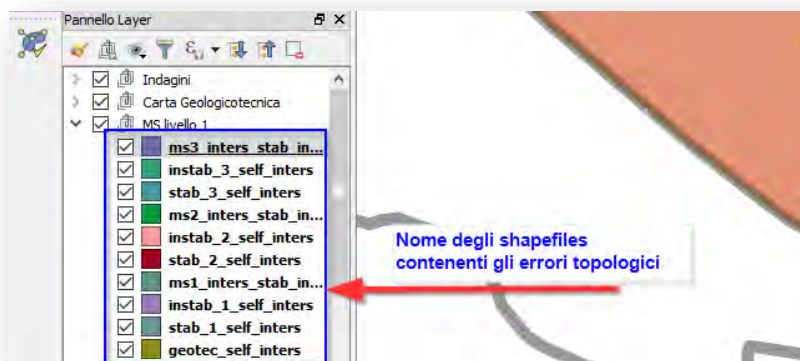 Pannello Layer
Indagini
Carta Geologicotecnica
MS livello 1
ms3_inters_stab_in...
instab_3_self_inters
stab_3_self_inters
ms2_inters_stab_in...
instab_2_self_inters
stab_2_self_inters
ms1_inters_stab_in...
instab_1_self_inters
stab_1_self_inters
geotec_self_inters
Nome degli shapefiles
contenenti gli errori topologici